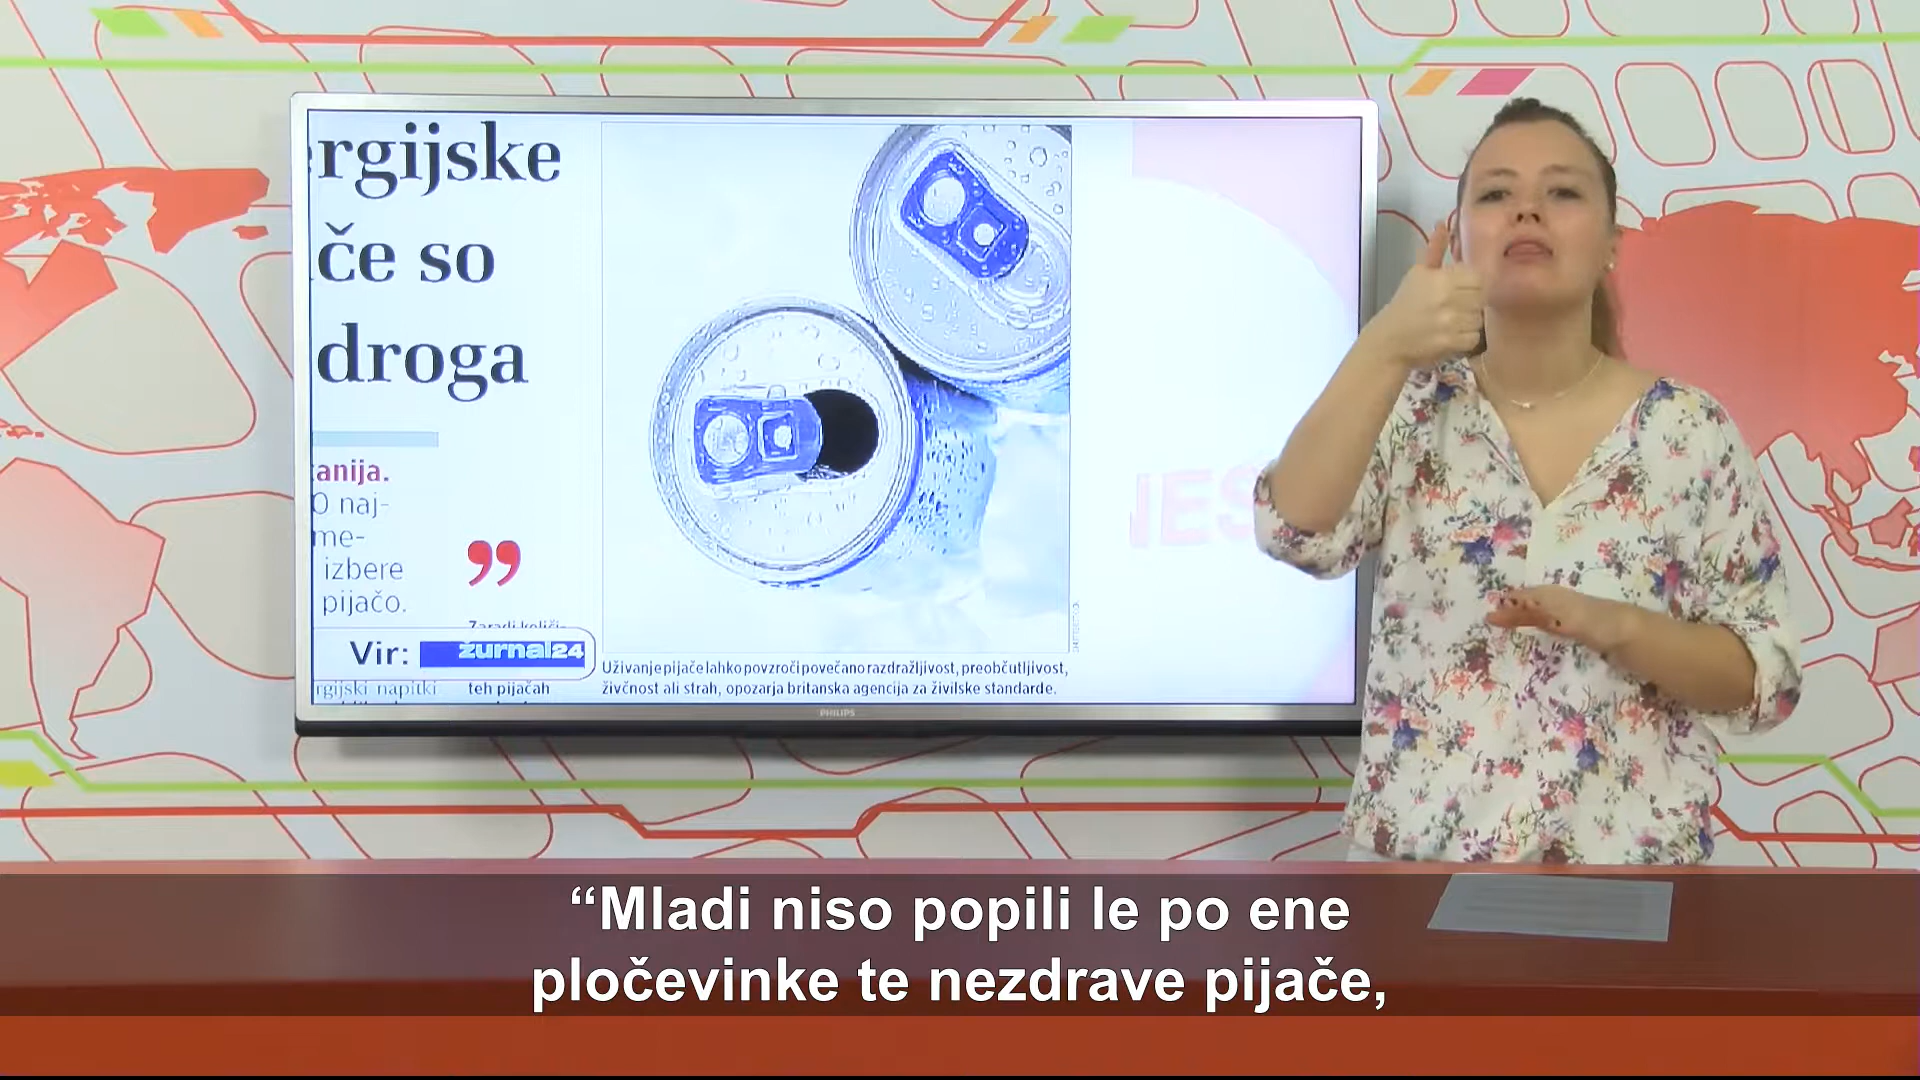 rgijske
če so
droga
anija.
0 naj-
me-
izbere
pijačo.
”
Vir: žurnal24
rgijski napitki
teh pijačah
Uživanje pijače lahko povzroči povečano razdražljivost, preobčutljivost,
živčnost ali strah, opozarja britanska agencija za živilske standarde.
NES
PHILIPS
“Mladi niso popili le po ene
pločevinke te nezdrave pijače,